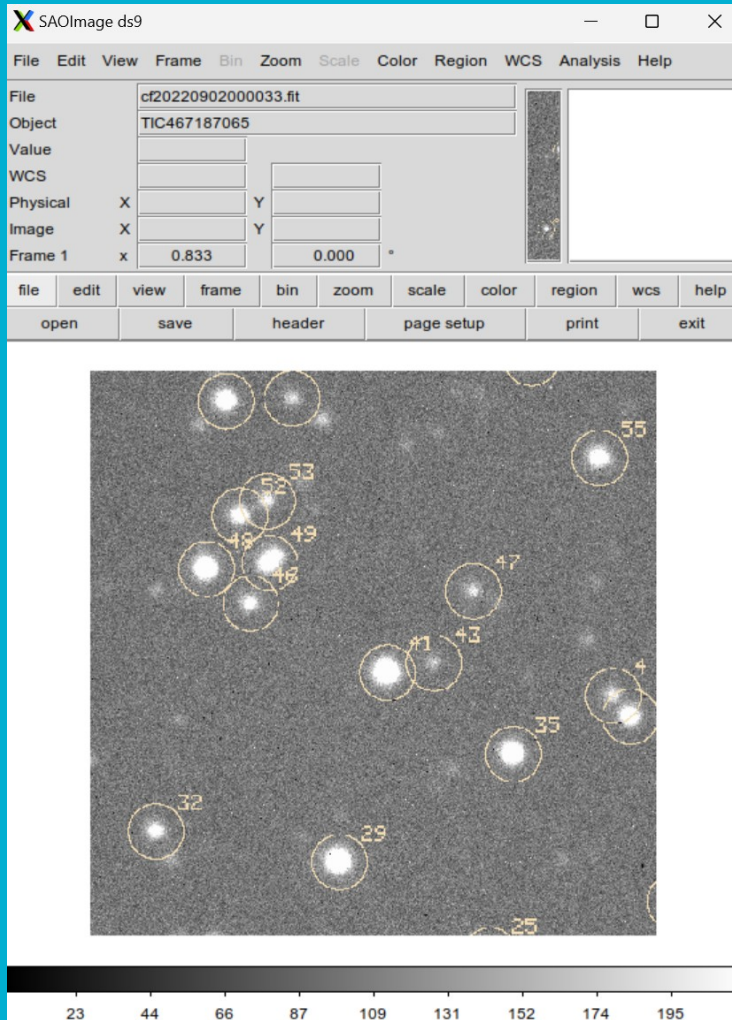 SAOImage ds9
File Edit View Frame Bin Zoom Scale Color Region WCS Analysis Help
File cf20220902000033.fit
Object TIC467187065
Value
WCS
Physical X Y
Image X Y
Frame 1 x 0.833 0.000 °
file edit view frame bin zoom scale color region wcs help
open save header page setup print exit
55
53
52
49
48
46
47
43
41
4
35
32
29
25
23 44 66 87 109 131 152 174 195